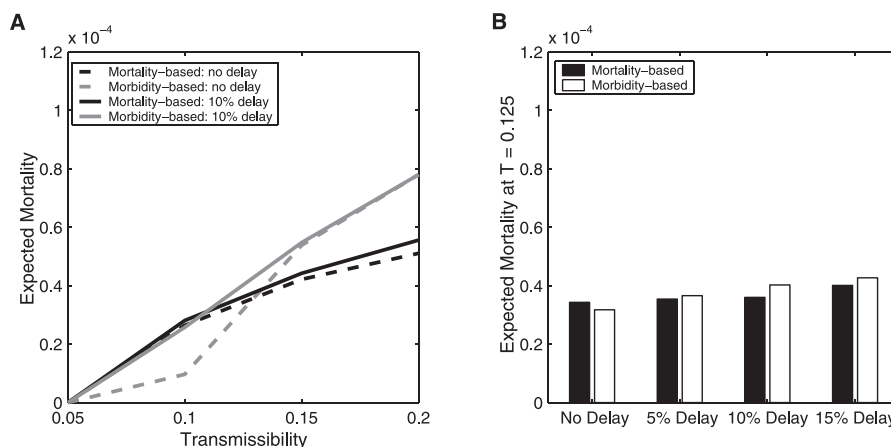 A
x 10⁻⁴
1.2
1
0.8
0.6
0.4
0.2
0
Expected Mortality
Mortality-based: no delay
Morbidity-based: no delay
Mortality-based: 10% delay
Morbidity-based: 10% delay
0.05 0.1 0.15 0.2
Transmissibility
B
x 10⁻⁴
1.2
1
0.8
0.6
0.4
0.2
0
Expected Mortality at T = 0.125
Mortality-based
Morbidity-based
No Delay 5% Delay 10% Delay 15% Delay